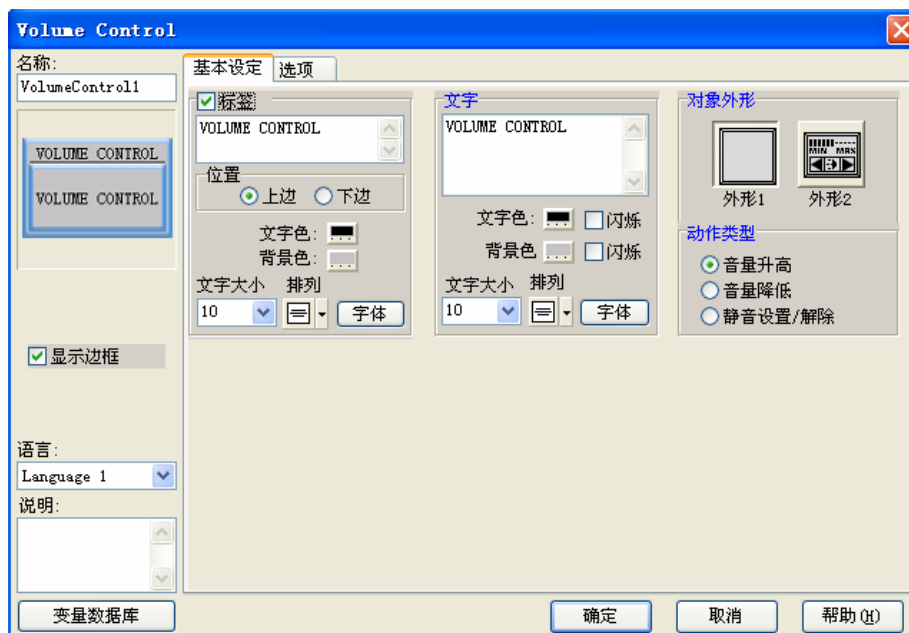 Volume Control
名称:
VolumeControl1
VOLUME CONTROL
VOLUME CONTROL
显示边框
语言:
Language 1
说明:
变量数据库
基本设定
选项
标签
VOLUME CONTROL
位置
上边 下边
文字色:
背景色:
文字大小 排列
10 字体
文字
VOLUME CONTROL
文字色: 闪烁
背景色 闪烁
文字大小 排列
10 字体
对象外形
MIN MAX
外形1 外形2
动作类型
音量升高
音量降低
静音设置/解除
确定 取消 帮助(H)